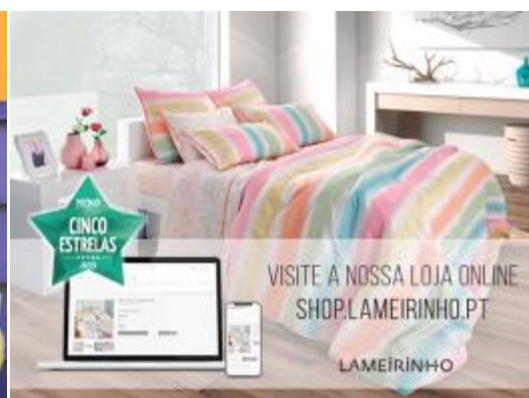 CINCO
ESTRELAS
VISITE A NOSSA LOJA ONLINE
SHOP.LAMEIRINHO.PT
LAMEIRINHO